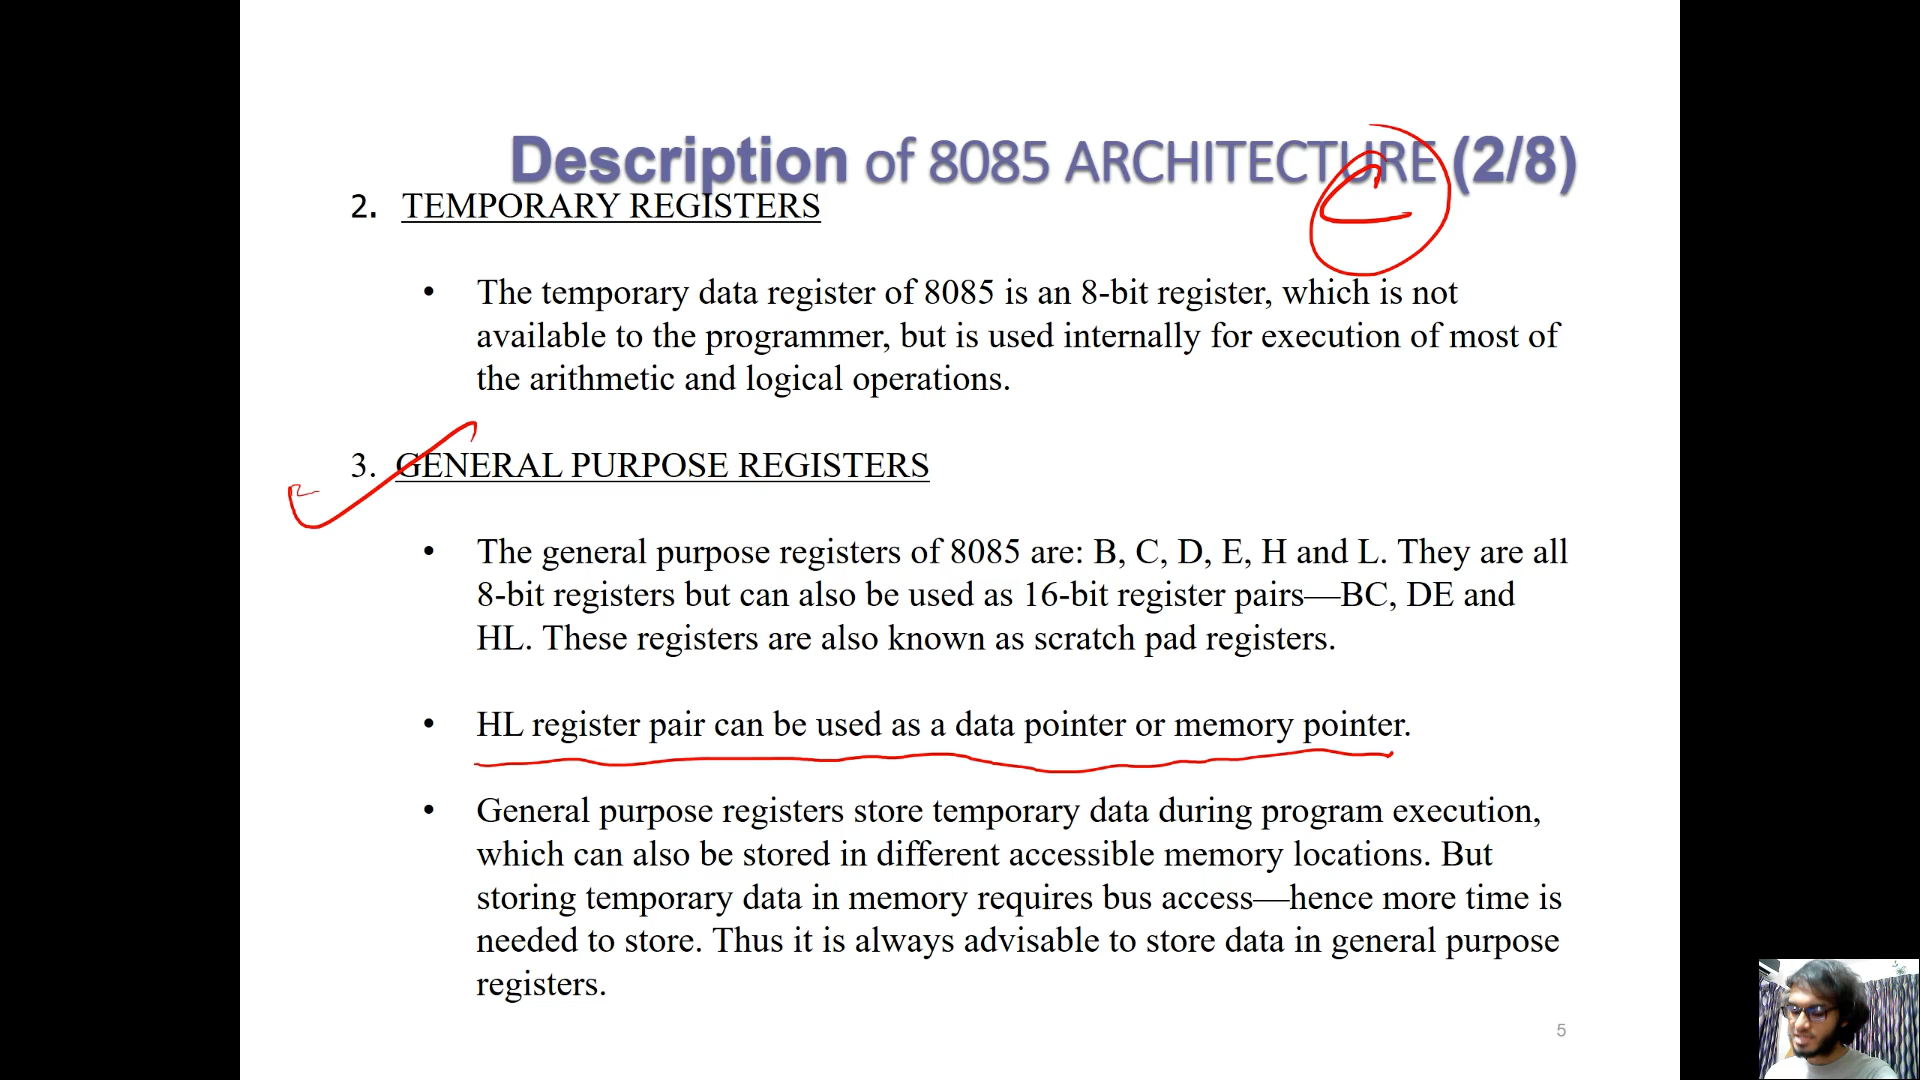 Description of 8085 ARCHITECTURE (2/8)
2. TEMPORARY REGISTERS
• The temporary data register of 8085 is an 8-bit register, which is not
available to the programmer, but is used internally for execution of most of
the arithmetic and logical operations.
3. GENERAL PURPOSE REGISTERS
• The general purpose registers of 8085 are: B, C, D, E, H and L. They are all
8-bit registers but can also be used as 16-bit register pairs—BC, DE and
HL. These registers are also known as scratch pad registers.
• HL register pair can be used as a data pointer or memory pointer.
• General purpose registers store temporary data during program execution,
which can also be stored in different accessible memory locations. But
storing temporary data in memory requires bus access—hence more time is
needed to store. Thus it is always advisable to store data in general purpose
registers.
5